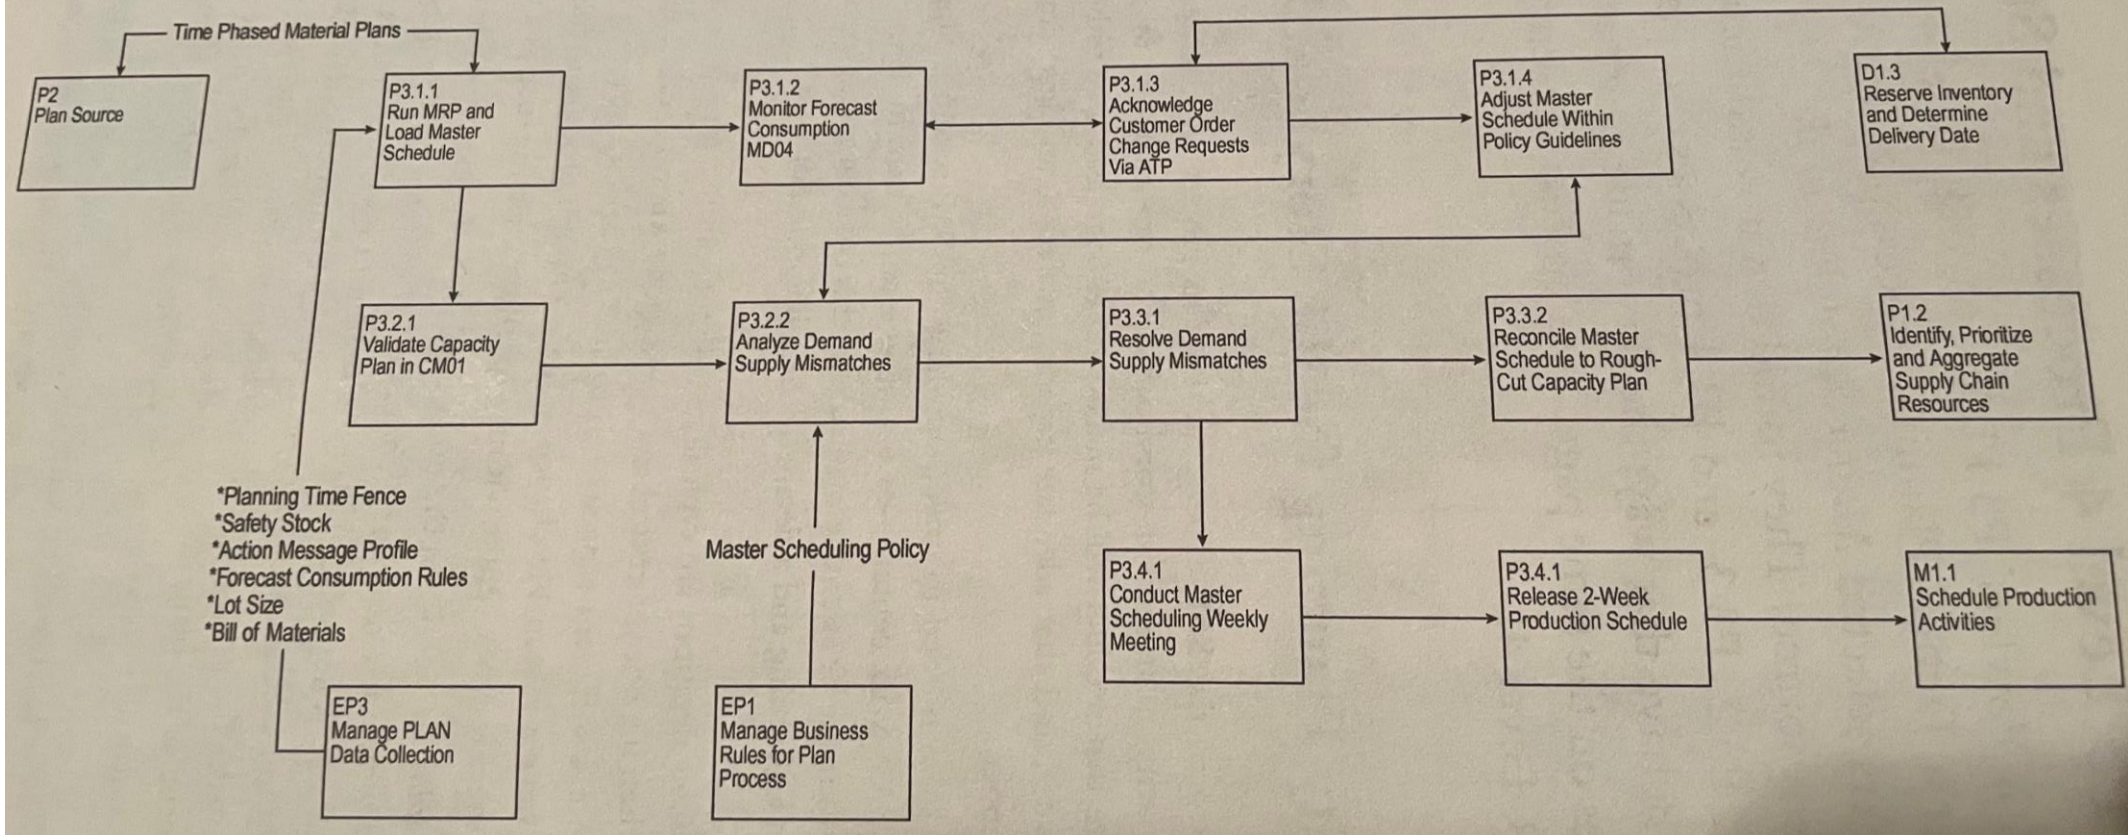 Time Phased Material Plans
P2
Plan Source
P3.1.1
Run MRP and
Load Master
Schedule
P3.1.2
Monitor Forecast
Consumption
MD04
P3.1.3
Acknowledge
Customer Order
Change Requests
Via ATP
P3.1.4
Adjust Master
Schedule Within
Policy Guidelines
D1.3
Reserve Inventory
and Determine
Delivery Date
P3.2.1
Validate Capacity
Plan in CM01
P3.2.2
Analyze Demand
Supply Mismatches
P3.3.1
Resolve Demand
Supply Mismatches
P3.3.2
Reconcile Master
Schedule to Rough-
Cut Capacity Plan
P1.2
Identify, Prioritize
and Aggregate
Supply Chain
Resources
*Planning Time Fence
*Safety Stock
*Action Message Profile
*Forecast Consumption Rules
*Lot Size
*Bill of Materials
Master Scheduling Policy
P3.4.1
Conduct Master
Scheduling Weekly
Meeting
P3.4.1
Release 2-Week
Production Schedule
M1.1
Schedule Production
Activities
EP3
Manage PLAN
Data Collection
EP1
Manage Business
Rules for Plan
Process